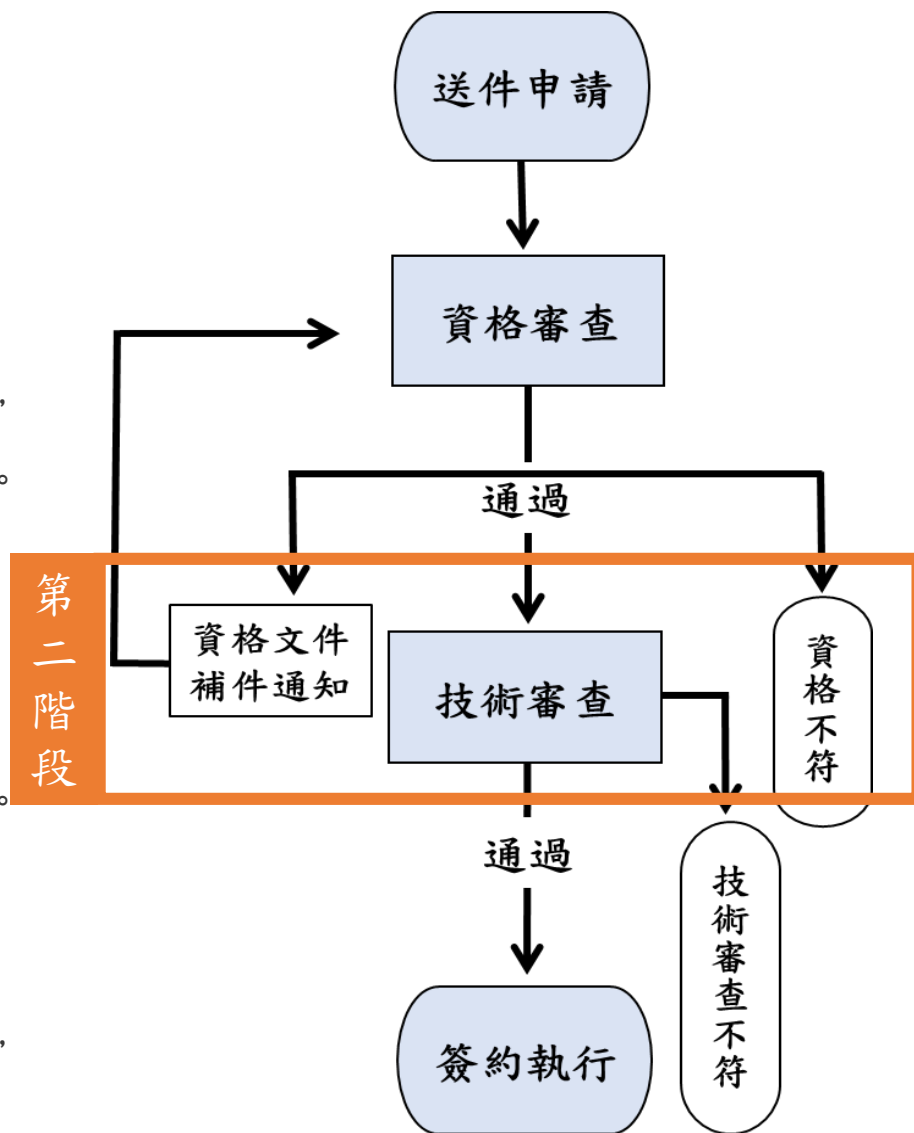 送件申請
資格審查
，
。
通過
第二階段
資格文件
補件通知
技術審查
資格不符
。
通過
技術審查不符
，
簽約執行